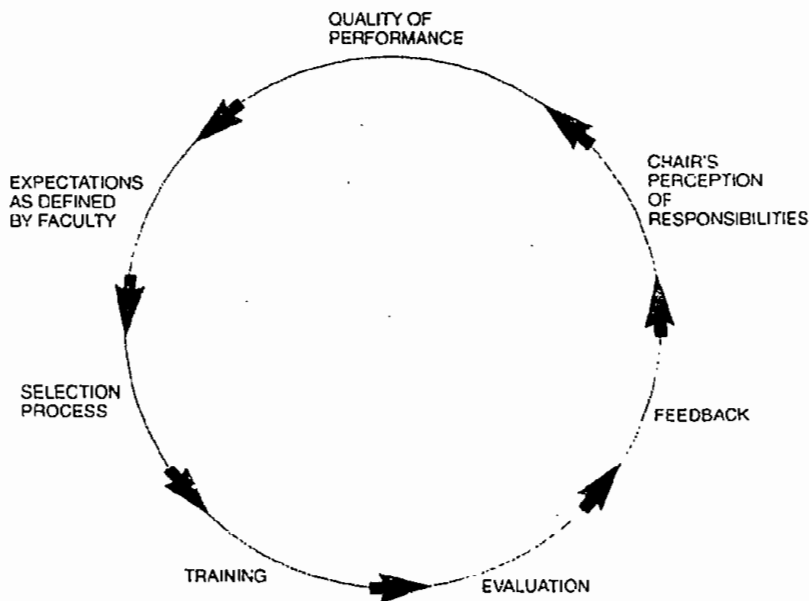 QUALITY OF
PERFORMANCE
EXPECTATIONS
AS DEFINED
BY FACULTY
SELECTION
PROCESS
TRAINING
EVALUATION
FEEDBACK
CHAIR'S
PERCEPTION
OF
RESPONSIBILITIES